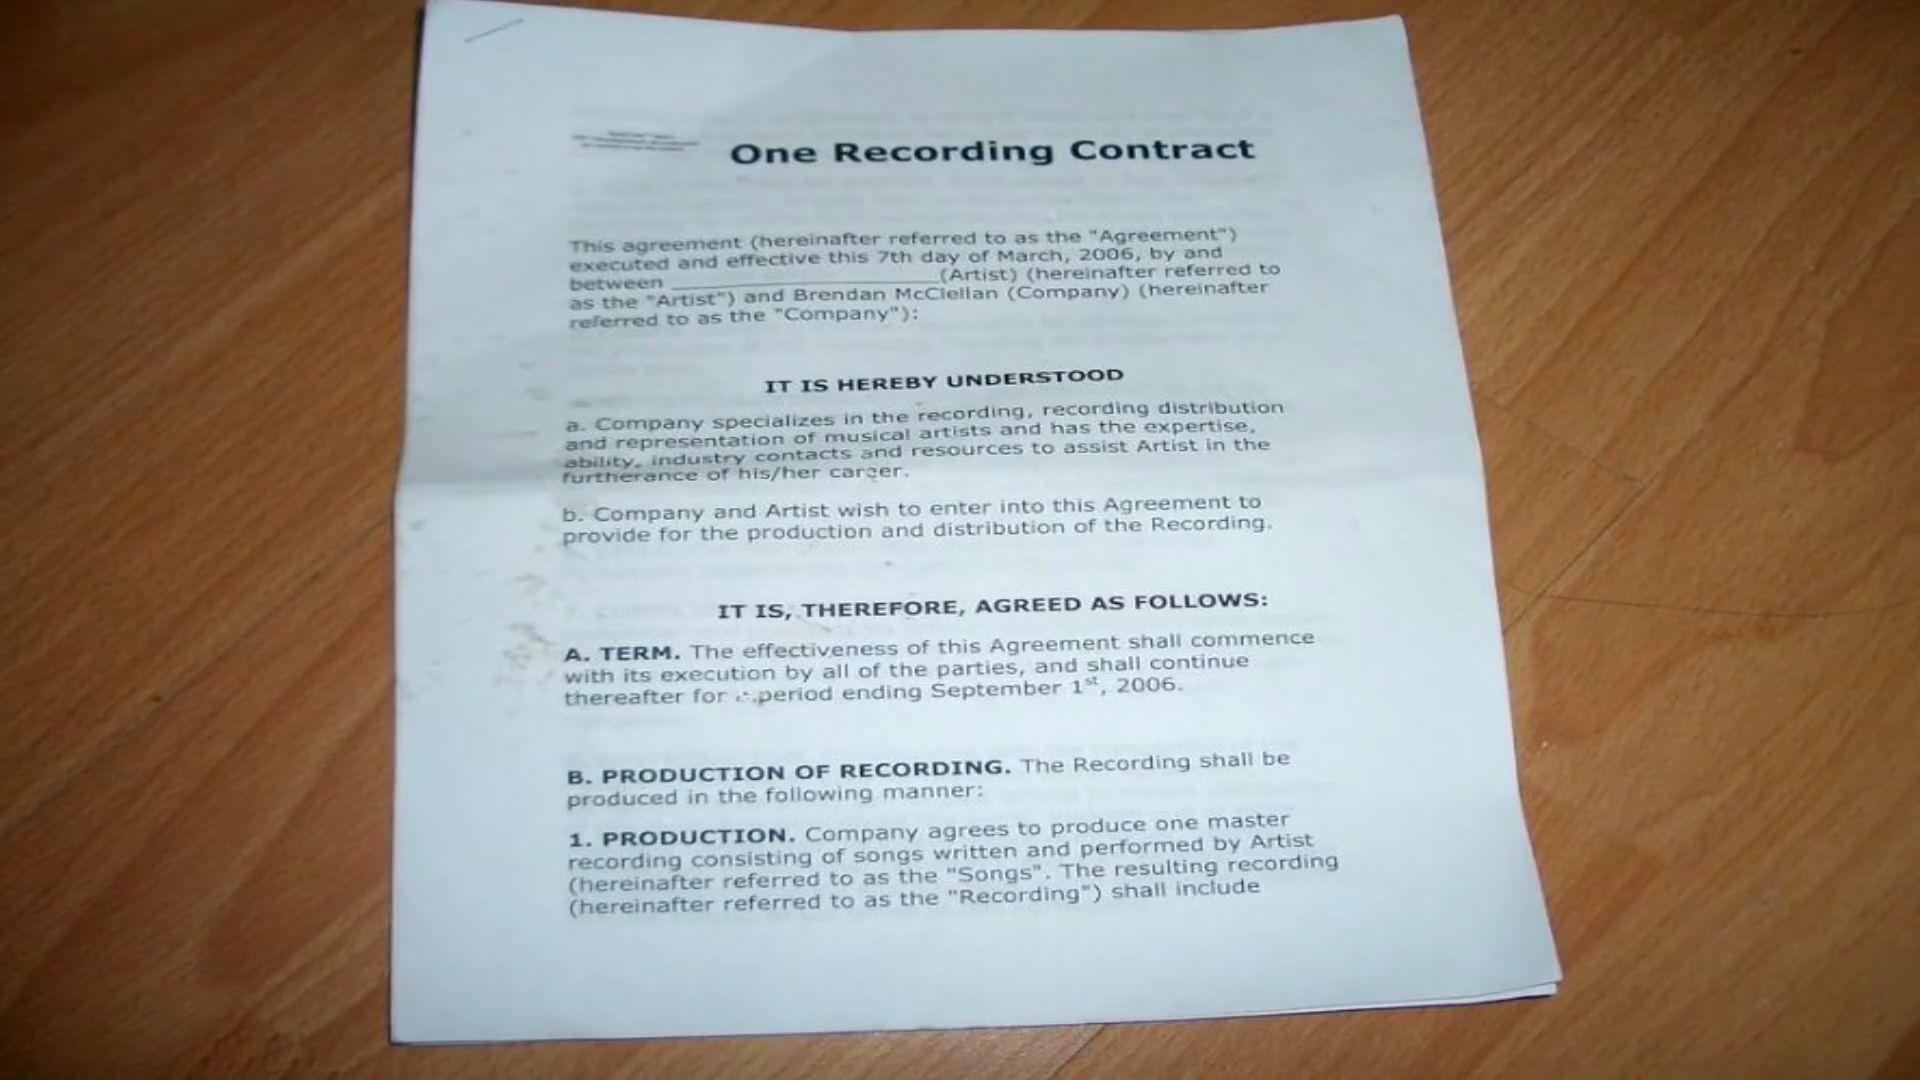 One Recording Contract
This agreement (hereinafter referred to as the "Agreement")
executed and effective this 7th day of March, 2006, by and
between ____________________(Artist) (hereinafter referred to
as the "Artist") and Brendan McClellan (Company) (hereinafter
referred to as the "Company"):
IT IS HEREBY UNDERSTOOD
a. Company specializes in the recording, recording distribution
and representation of musical artists and has the expertise,
ability, industry contacts and resources to assist Artist in the
furtherance of his/her career.
b. Company and Artist wish to enter into this Agreement to
provide for the production and distribution of the Recording.
IT IS, THEREFORE, AGREED AS FOLLOWS:
A. TERM. The effectiveness of this Agreement shall commence
with its execution by all of the parties, and shall continue
thereafter for period ending September 1st, 2006.
B. PRODUCTION OF RECORDING. The Recording shall be
produced in the following manner:
1. PRODUCTION. Company agrees to produce one master
recording consisting of songs written and performed by Artist
(hereinafter referred to as the "Songs". The resulting recording
(hereinafter referred to as the "Recording") shall include